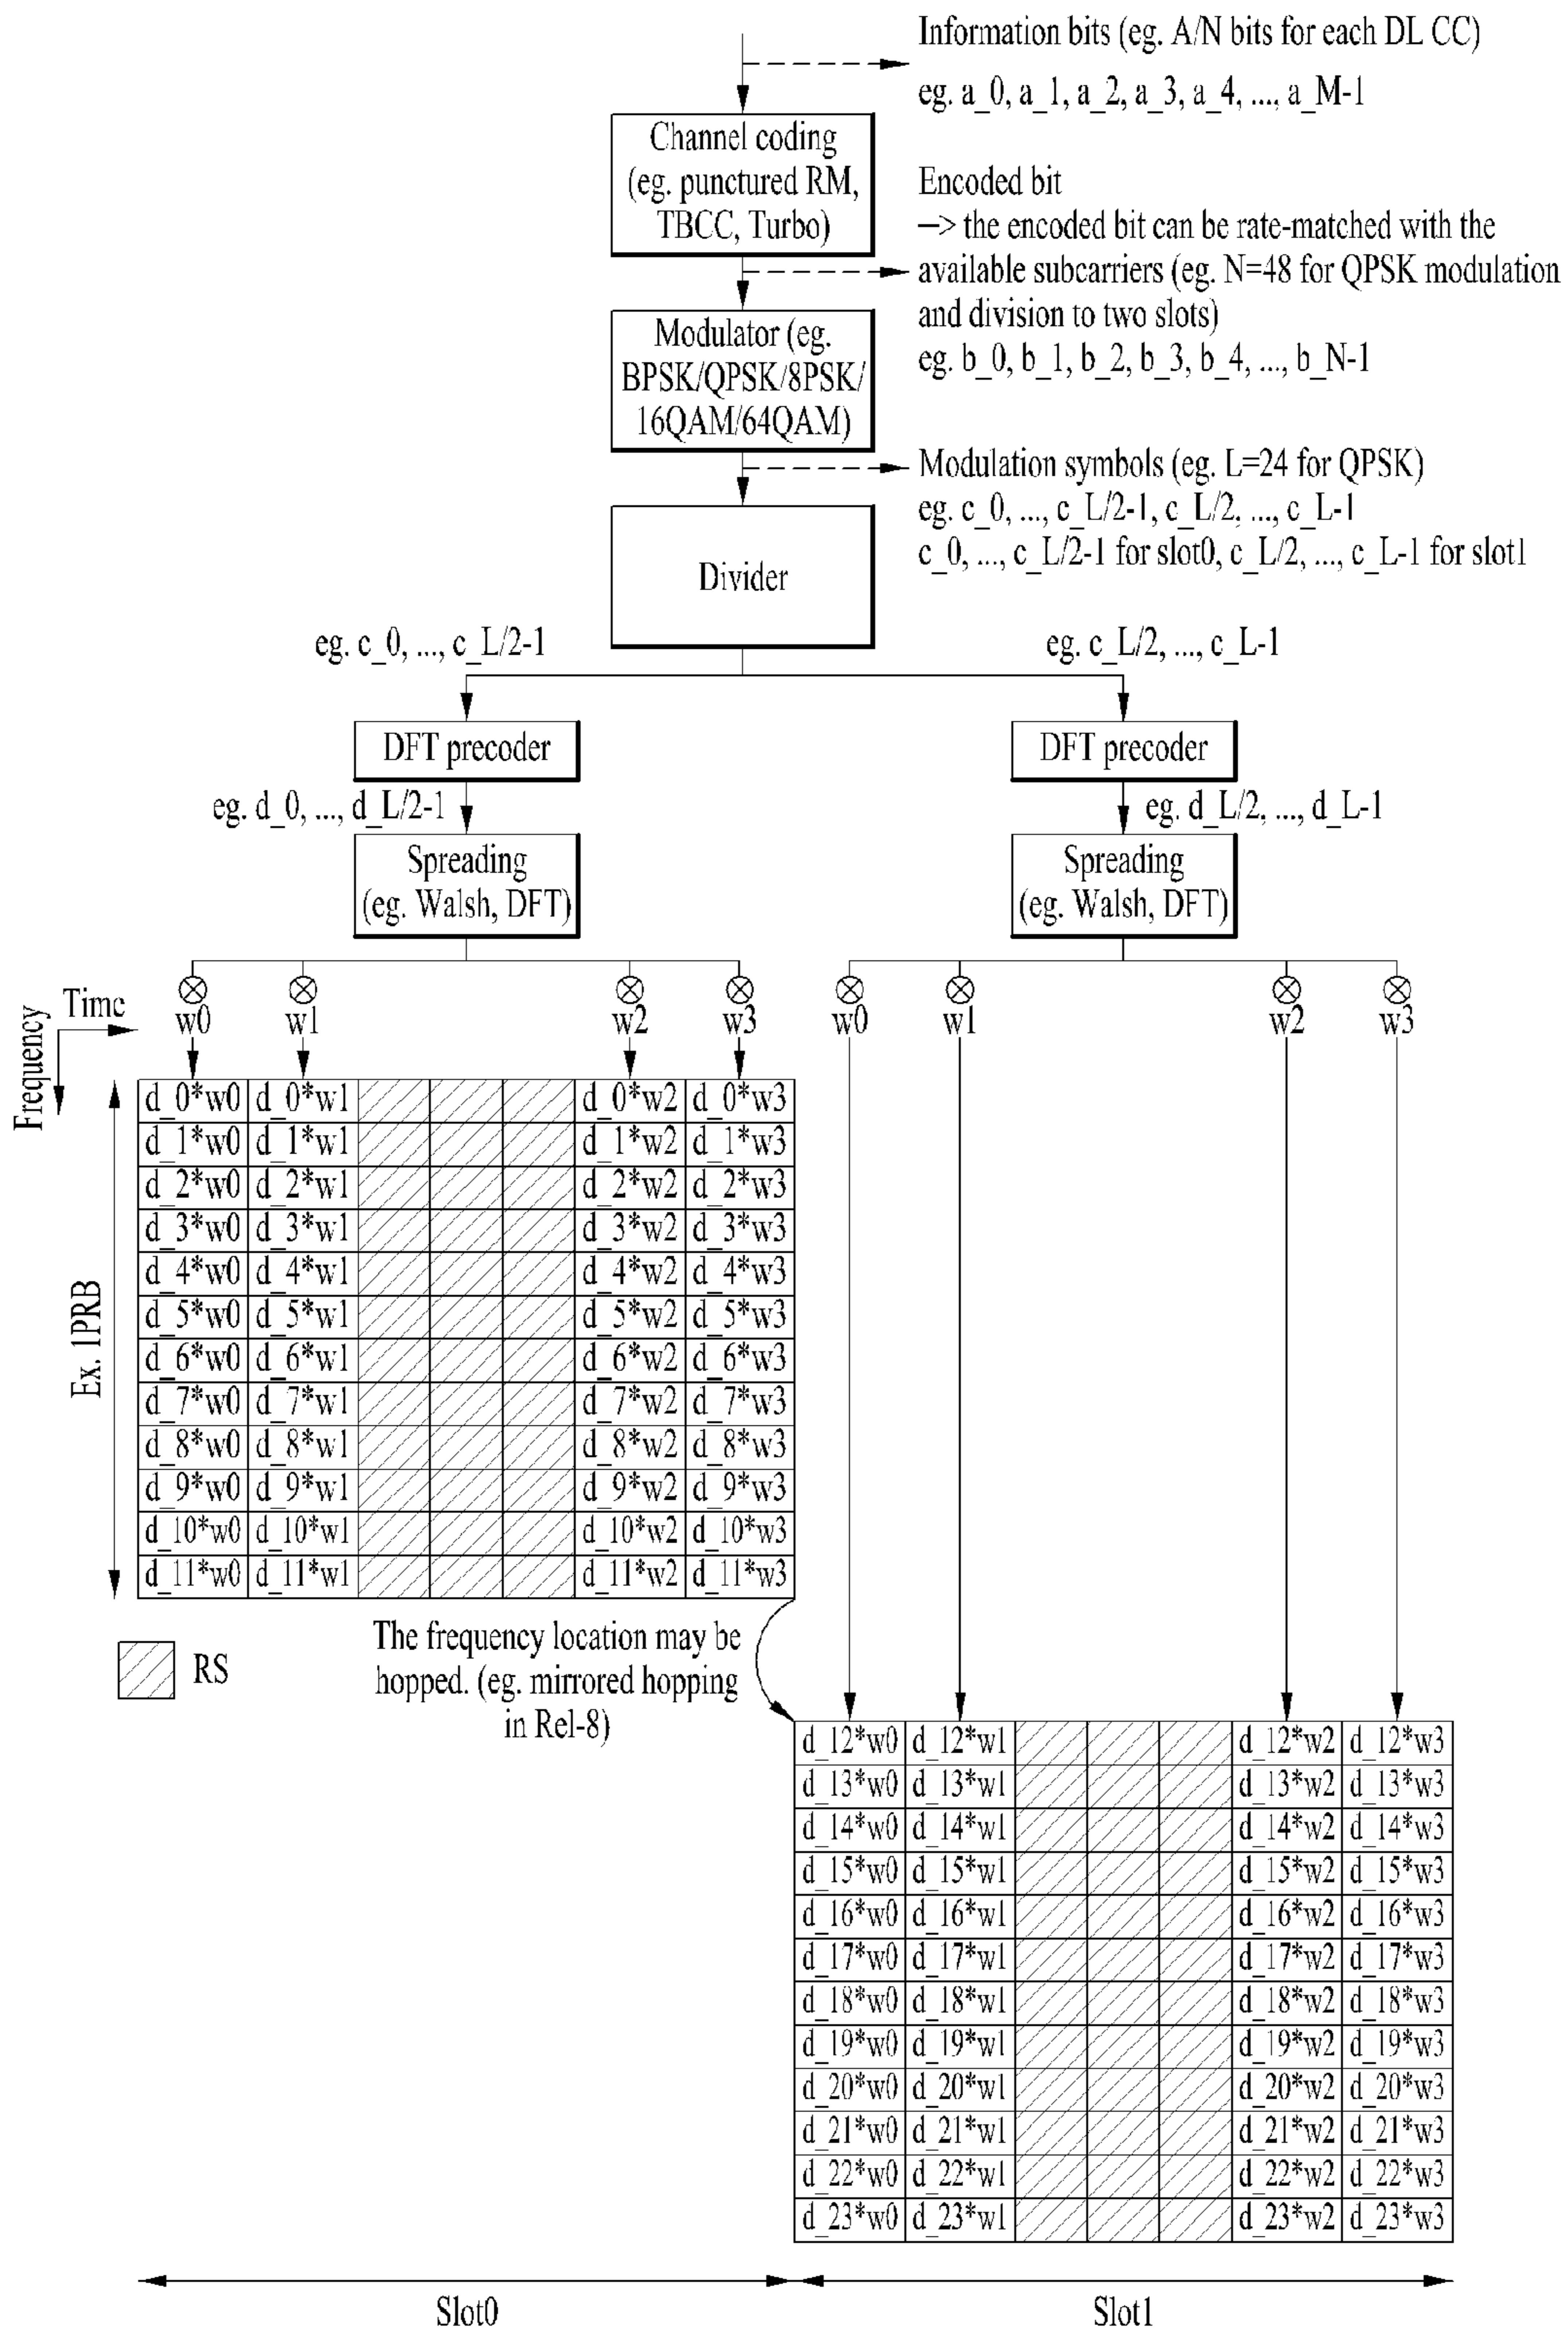 Information bits (eg. A/N bits for each DL CC)
eg. a_0, a_1, a_2, a_3, a_4, ..., a_M-1
Channel coding
(eg. punctured RM,
TBCC, Turbo)
Encoded bit
–> the encoded bit can be rate-matched with the
available subcarriers (eg. N=48 for QPSK modulation
and division to two slots)
eg. b_0, b_1, b_2, b_3, b_4, ..., b_N-1
Modulator (eg.
BPSK/QPSK/8PSK/
16QAM/64QAM)
Modulation symbols (eg. L=24 for QPSK)
eg. c_0, ..., c_L/2-1, c_L/2, ..., c_L-1
c_0, ..., c_L/2-1 for slot0, c_L/2, ..., c_L-1 for slot1
Divider
eg. c_0, ..., c_L/2-1
eg. c_L/2, ..., c_L-1
DFT precoder
DFT precoder
eg. d_0, ..., d_L/2-1
eg. d_L/2, ..., d_L-1
Spreading
(eg. Walsh, DFT)
Spreading
(eg. Walsh, DFT)
Time
Frequency
w0 w1 w2 w3 w0 w1 w2 w3
d_0*w0 d_0*w1 d_0*w2 d_0*w3
d_1*w0 d_1*w1 d_1*w2 d_1*w3
d_2*w0 d_2*w1 d_2*w2 d_2*w3
d_3*w0 d_3*w1 d_3*w2 d_3*w3
d_4*w0 d_4*w1 d_4*w2 d_4*w3
d_5*w0 d_5*w1 d_5*w2 d_5*w3
d_6*w0 d_6*w1 d_6*w2 d_6*w3
d_7*w0 d_7*w1 d_7*w2 d_7*w3
d_8*w0 d_8*w1 d_8*w2 d_8*w3
d_9*w0 d_9*w1 d_9*w2 d_9*w3
d_10*w0 d_10*w1 d_10*w2 d_10*w3
d_11*w0 d_11*w1 d_11*w2 d_11*w3
Ex. 1PRB
RS
The frequency location may be
hopped. (eg. mirrored hopping
in Rel-8)
d_12*w0 d_12*w1 d_12*w2 d_12*w3
d_13*w0 d_13*w1 d_13*w2 d_13*w3
d_14*w0 d_14*w1 d_14*w2 d_14*w3
d_15*w0 d_15*w1 d_15*w2 d_15*w3
d_16*w0 d_16*w1 d_16*w2 d_16*w3
d_17*w0 d_17*w1 d_17*w2 d_17*w3
d_18*w0 d_18*w1 d_18*w2 d_18*w3
d_19*w0 d_19*w1 d_19*w2 d_19*w3
d_20*w0 d_20*w1 d_20*w2 d_20*w3
d_21*w0 d_21*w1 d_21*w2 d_21*w3
d_22*w0 d_22*w1 d_22*w2 d_22*w3
d_23*w0 d_23*w1 d_23*w2 d_23*w3
Slot0
Slot1